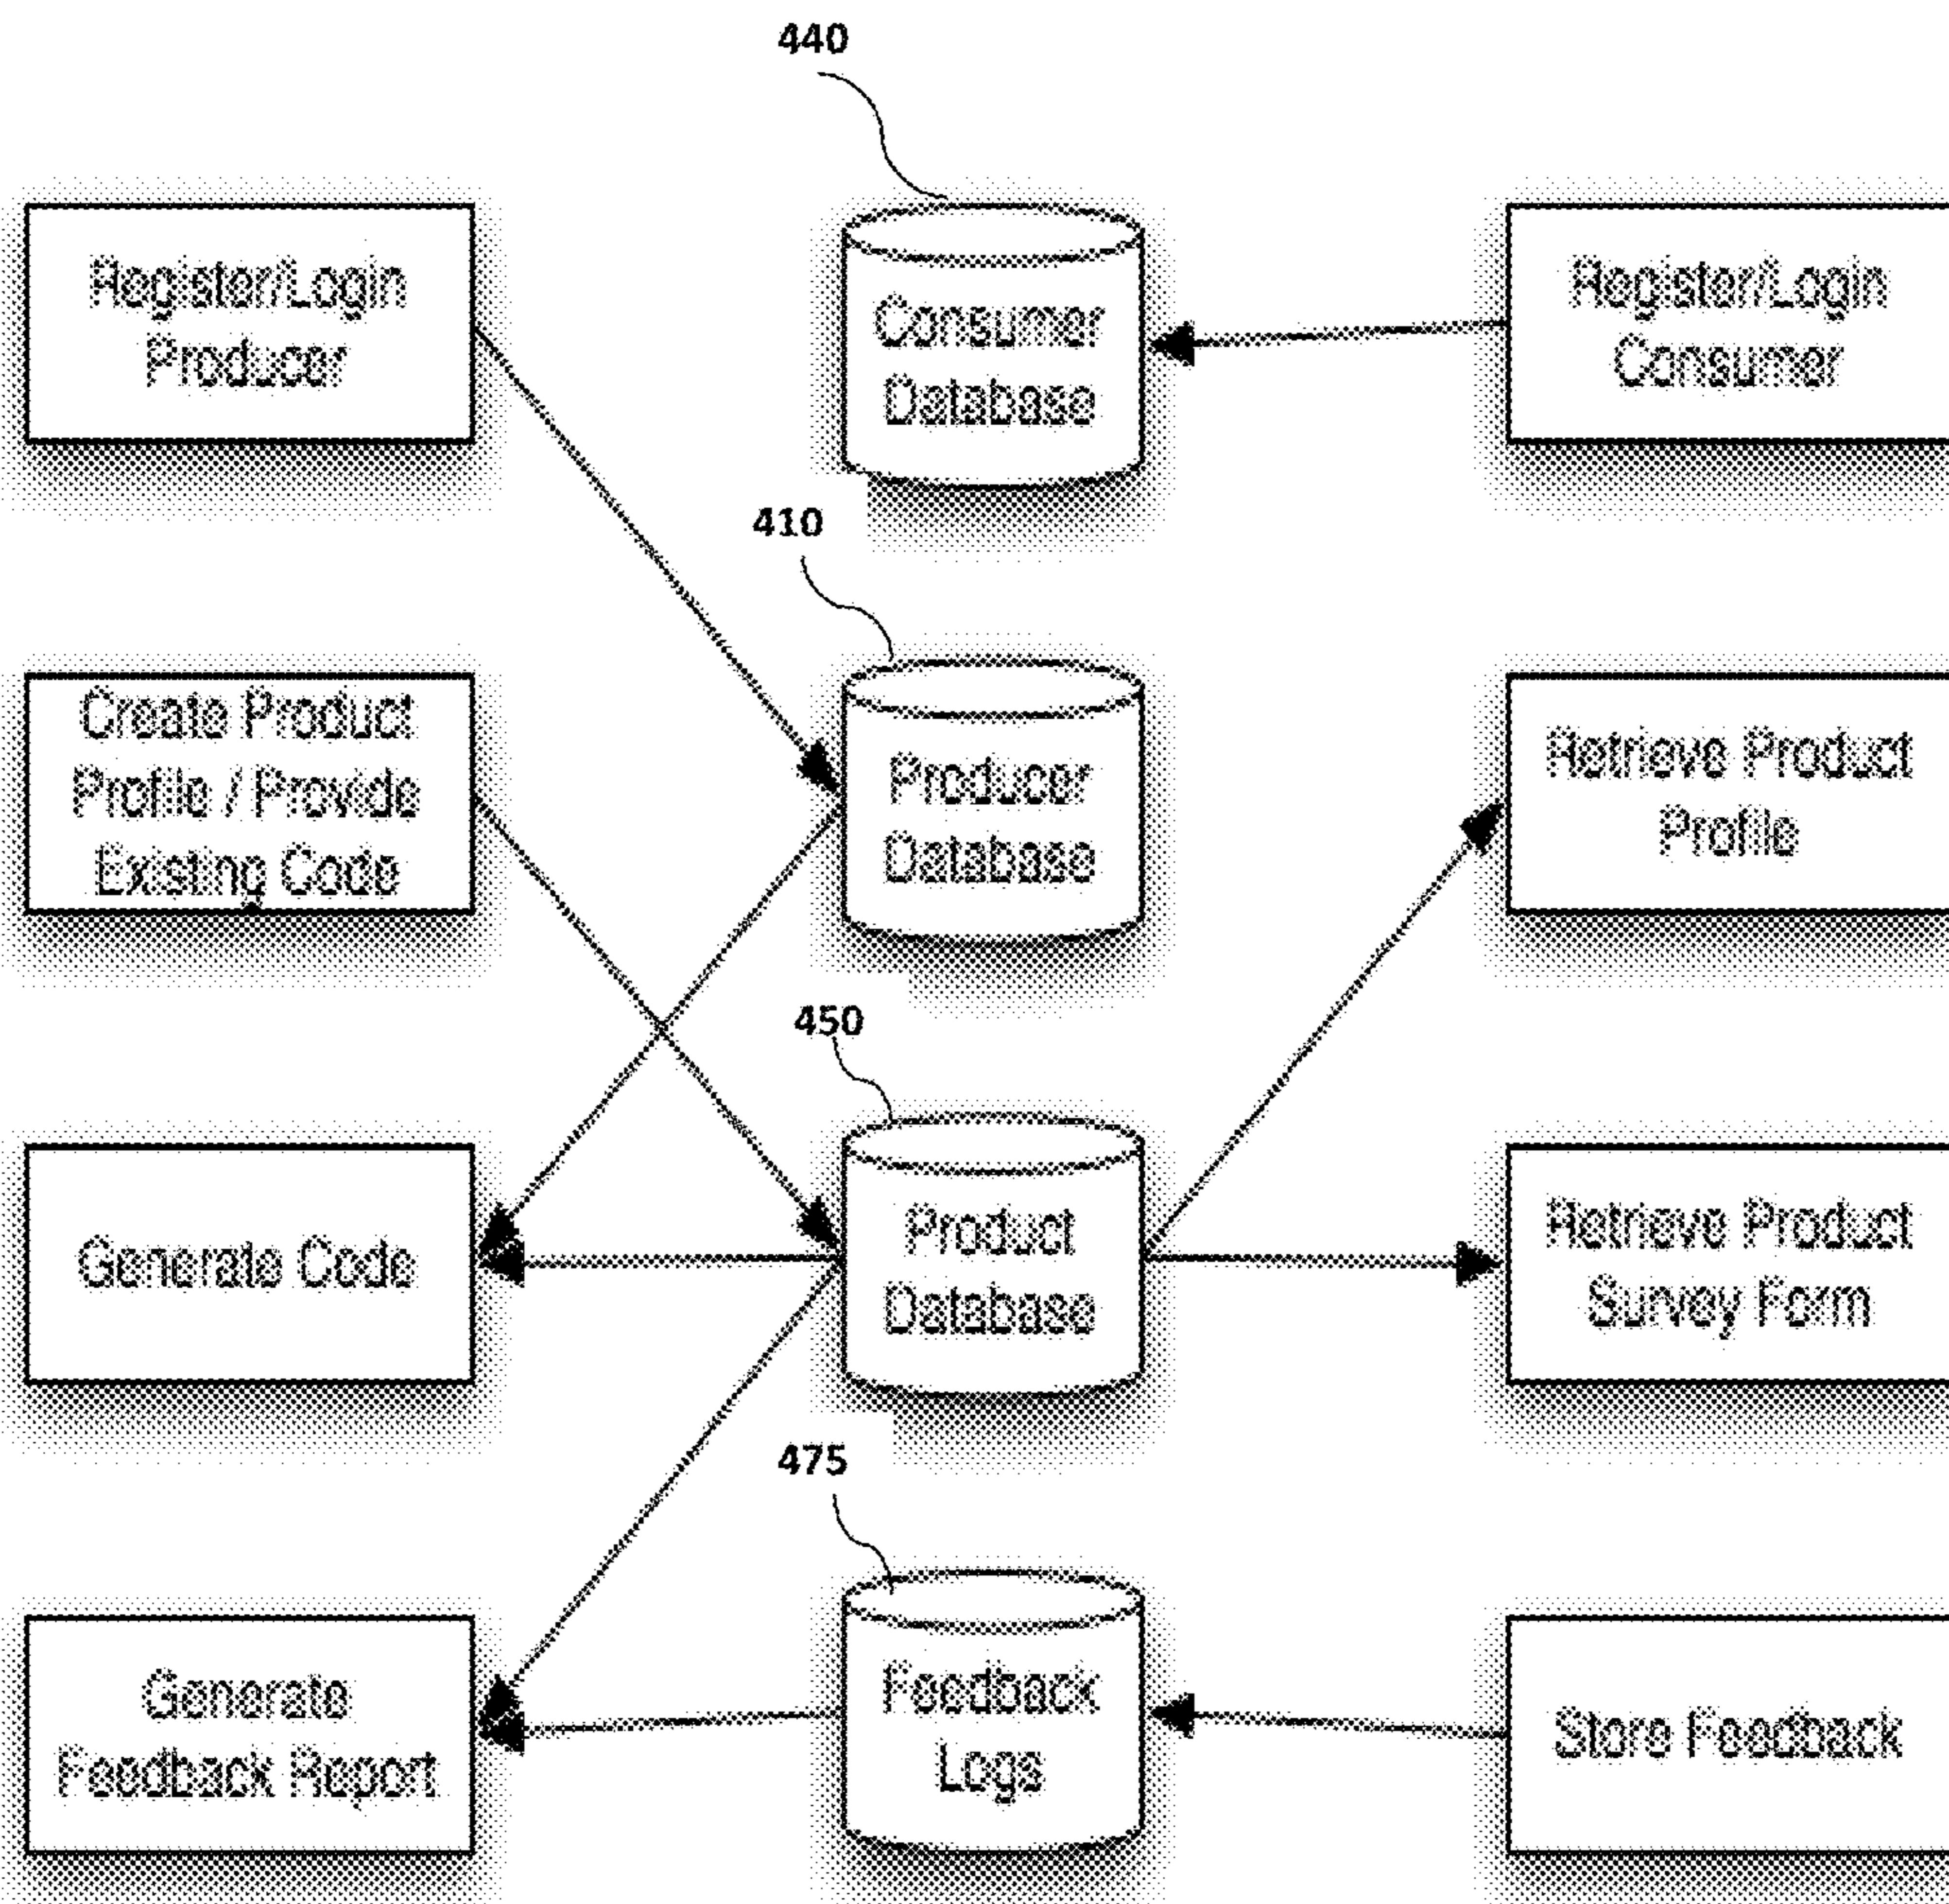 440
Register/Login
Producer
Consumer
Database
Register/Login
Consumer
410
Create Product
Profile / Provide
Existing Code
Producer
Database
Retrieve Product
Profile
450
Generate Code
Product
Database
Retrieve Product
Survey Form
475
Generate
Feedback Report
Feedback
Logs
Store Feedback